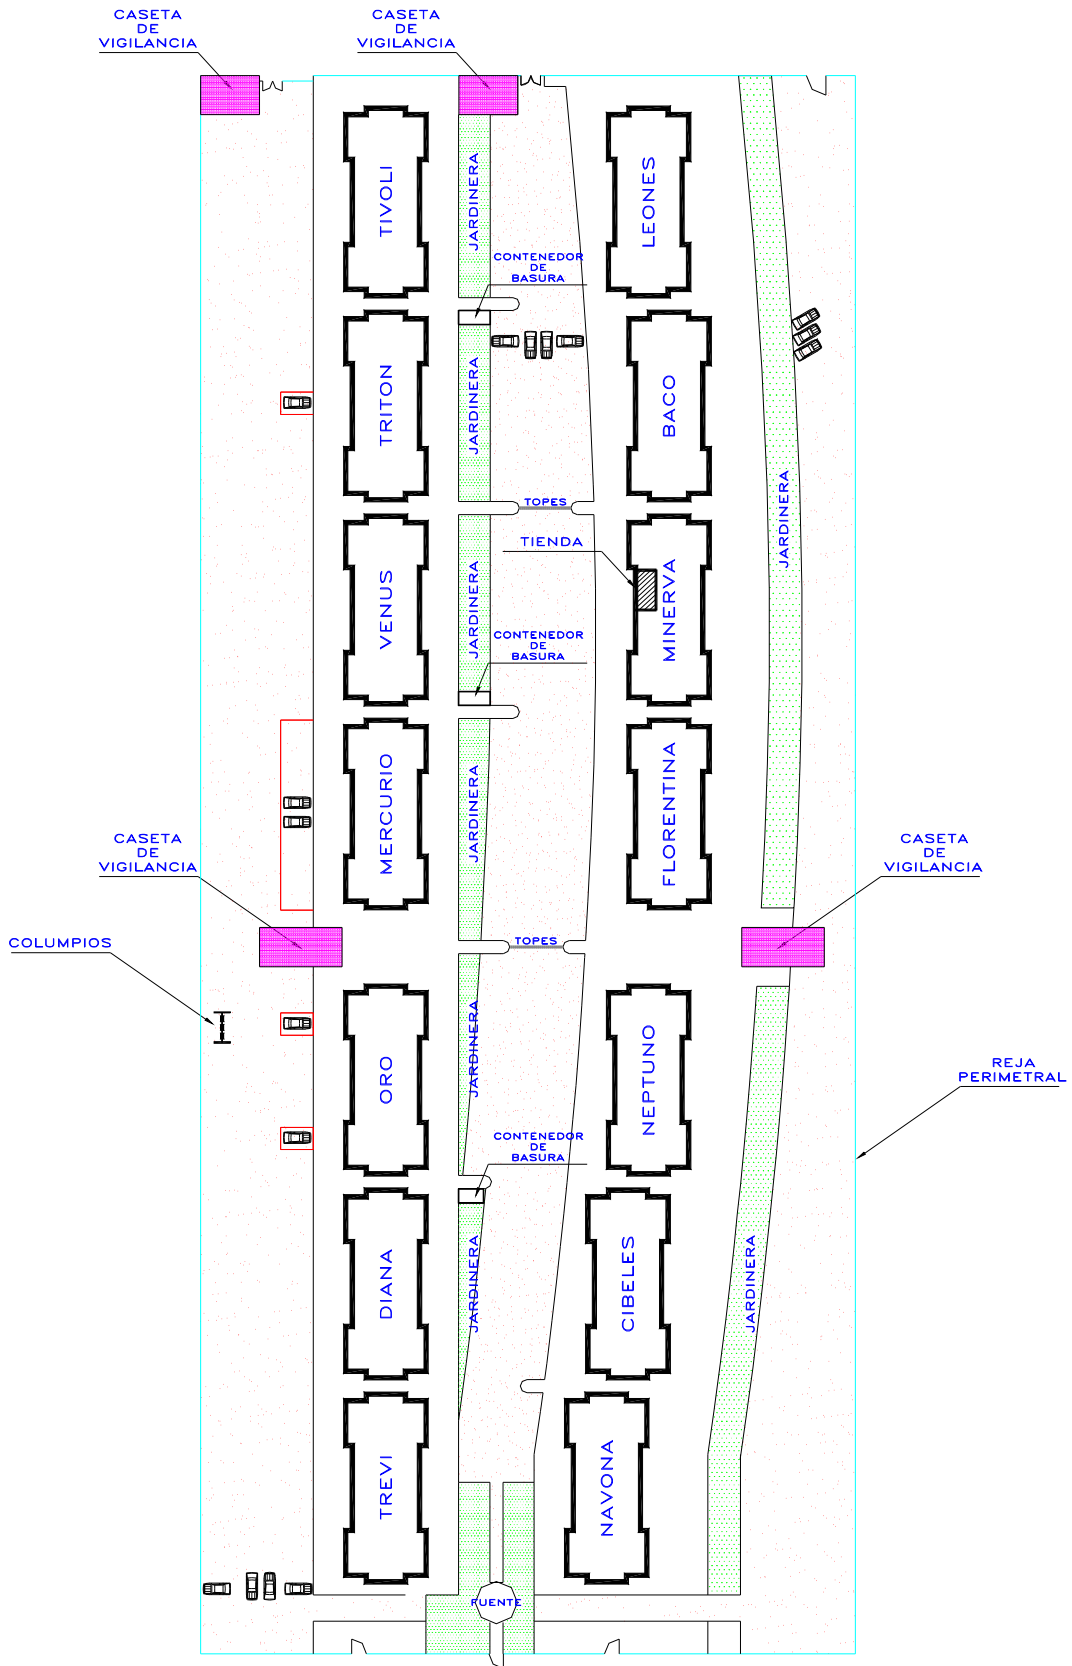 CASETA
DE
VIGILANCIA
CASETA
DE
VIGILANCIA
TIVOLI
JARDINERA
LEONES
CONTENEDOR
DE
BASURA
TRITON
JARDINERA
BACO
JARDINERA
TOPES
TIENDA
VENUS
JARDINERA
MINERVA
CONTENEDOR
DE
BASURA
MERCURIO
JARDINERA
FLORENTINA
CASETA
DE
VIGILANCIA
CASETA
DE
VIGILANCIA
COLUMPIOS
TOPES
ORO
JARDINERA
NEPTUNO
REJA
PERIMETRAL
CONTENEDOR
DE
BASURA
DIANA
JARDINERA
CIBELES
JARDINERA
TREVI
NAVONA
FUENTE